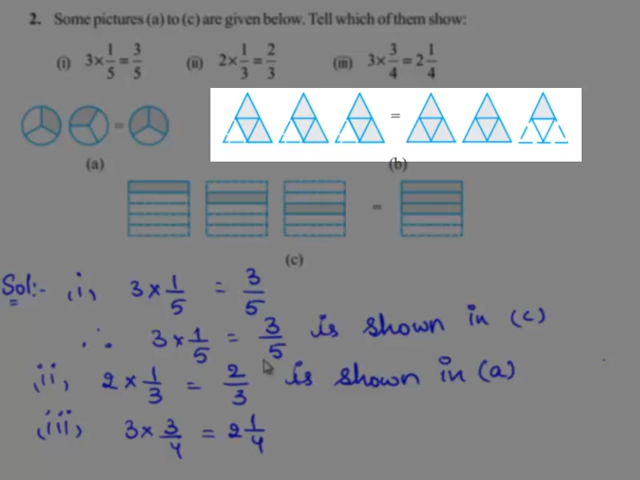 2. Some pictures (a) to (c) are given below. Tell which of them show:
(i) 3×1/5=3/5 (ii) 2×1/3=2/3 (iii) 3×3/4=2 1/4
= =
(a) (b)
=
(c)
Sol:- (i) 3×1/5 = 3/5
∴ 3×1/5 = 3/5 is shown in (c)
(ii) 2×1/3 = 2/3 is shown in (a)
(iii) 3×3/4 = 2 1/4